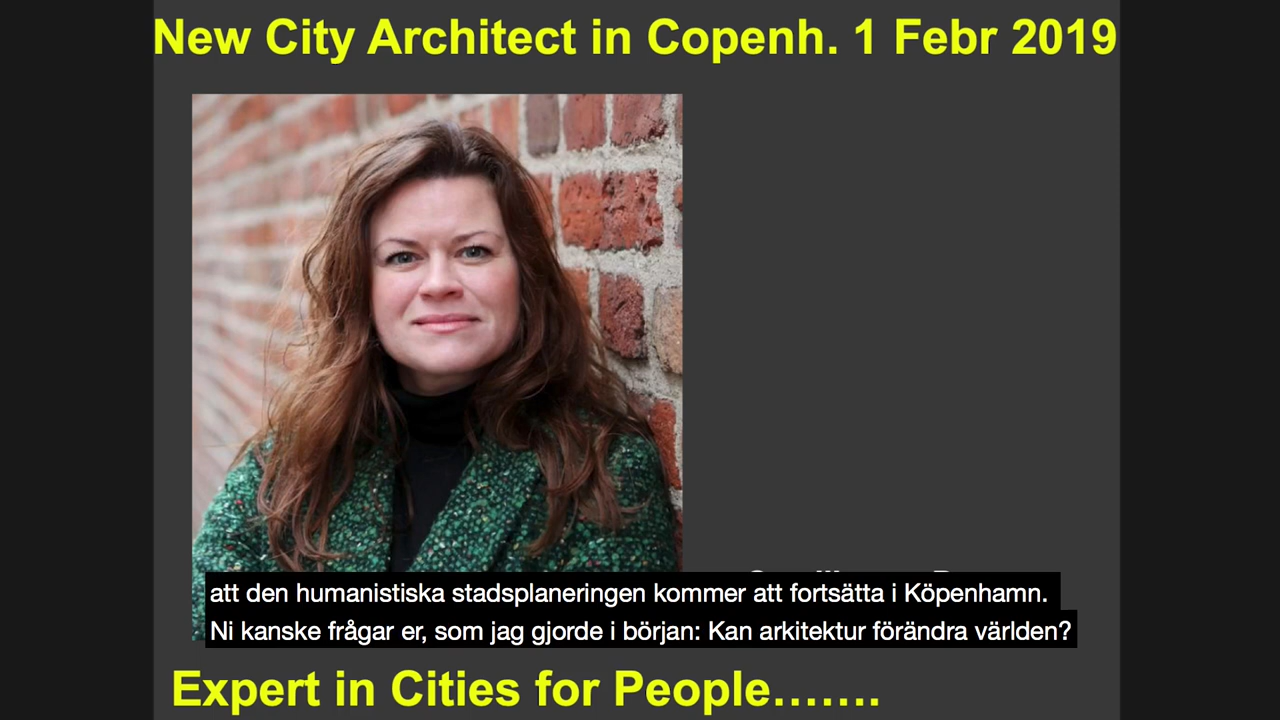 New City Architect in Copenh. 1 Febr 2019
att den humanistiska stadsplaneringen kommer att fortsätta i Köpenhamn.
Ni kanske frågar er, som jag gjorde i början: Kan arkitektur förändra världen?
Expert in Cities for People…….